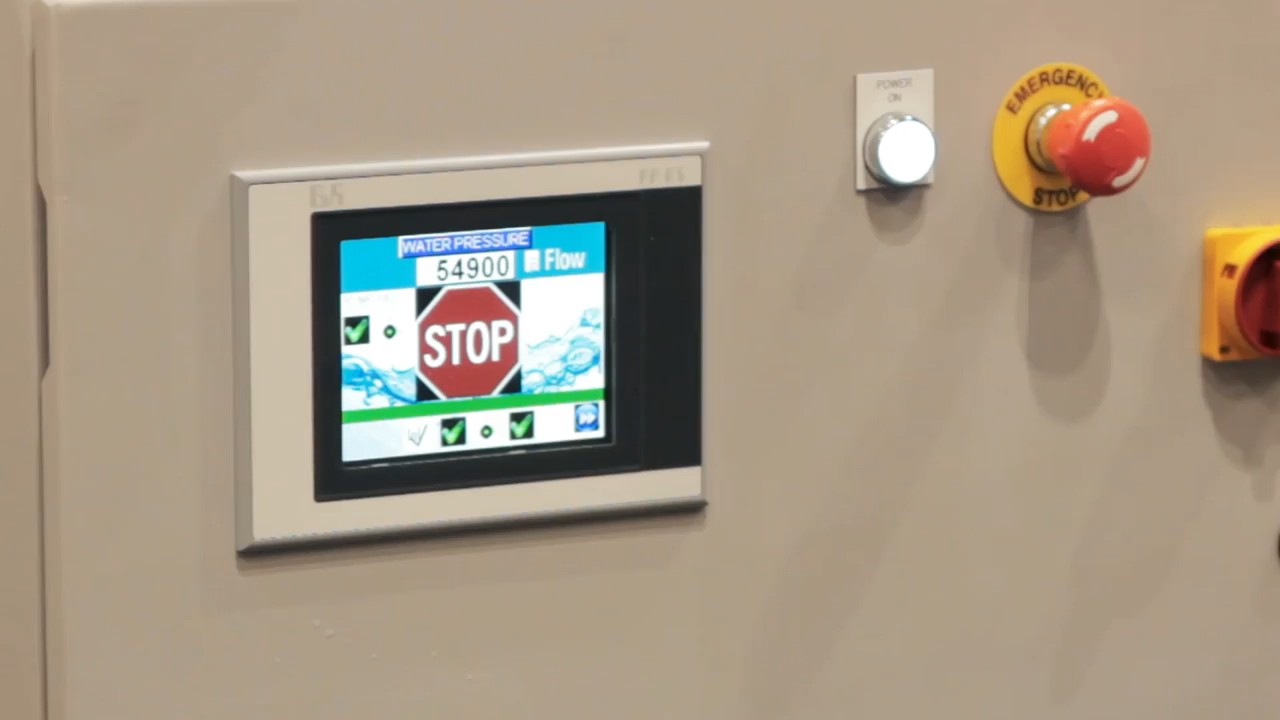 POWER
ON
EMERGENCY
STOP
WATER PRESSURE
54900
Flow
STOP